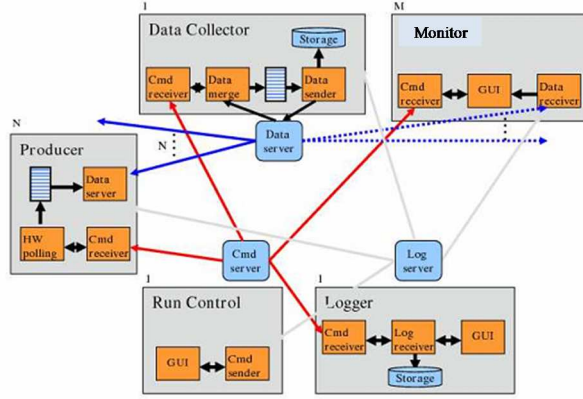 1
Data Collector
Storage
Cmd
receiver
Data
merge
Data
sender
M
Monitor
Cmd
receiver
GUI
Data
receiver
Data
server
N
N
Producer
Data
server
HW
polling
Cmd
receiver
Cmd
server
Log
server
1
Run Control
GUI
Cmd
sender
1
Logger
Cmd
receiver
Log
receiver
GUI
Storage